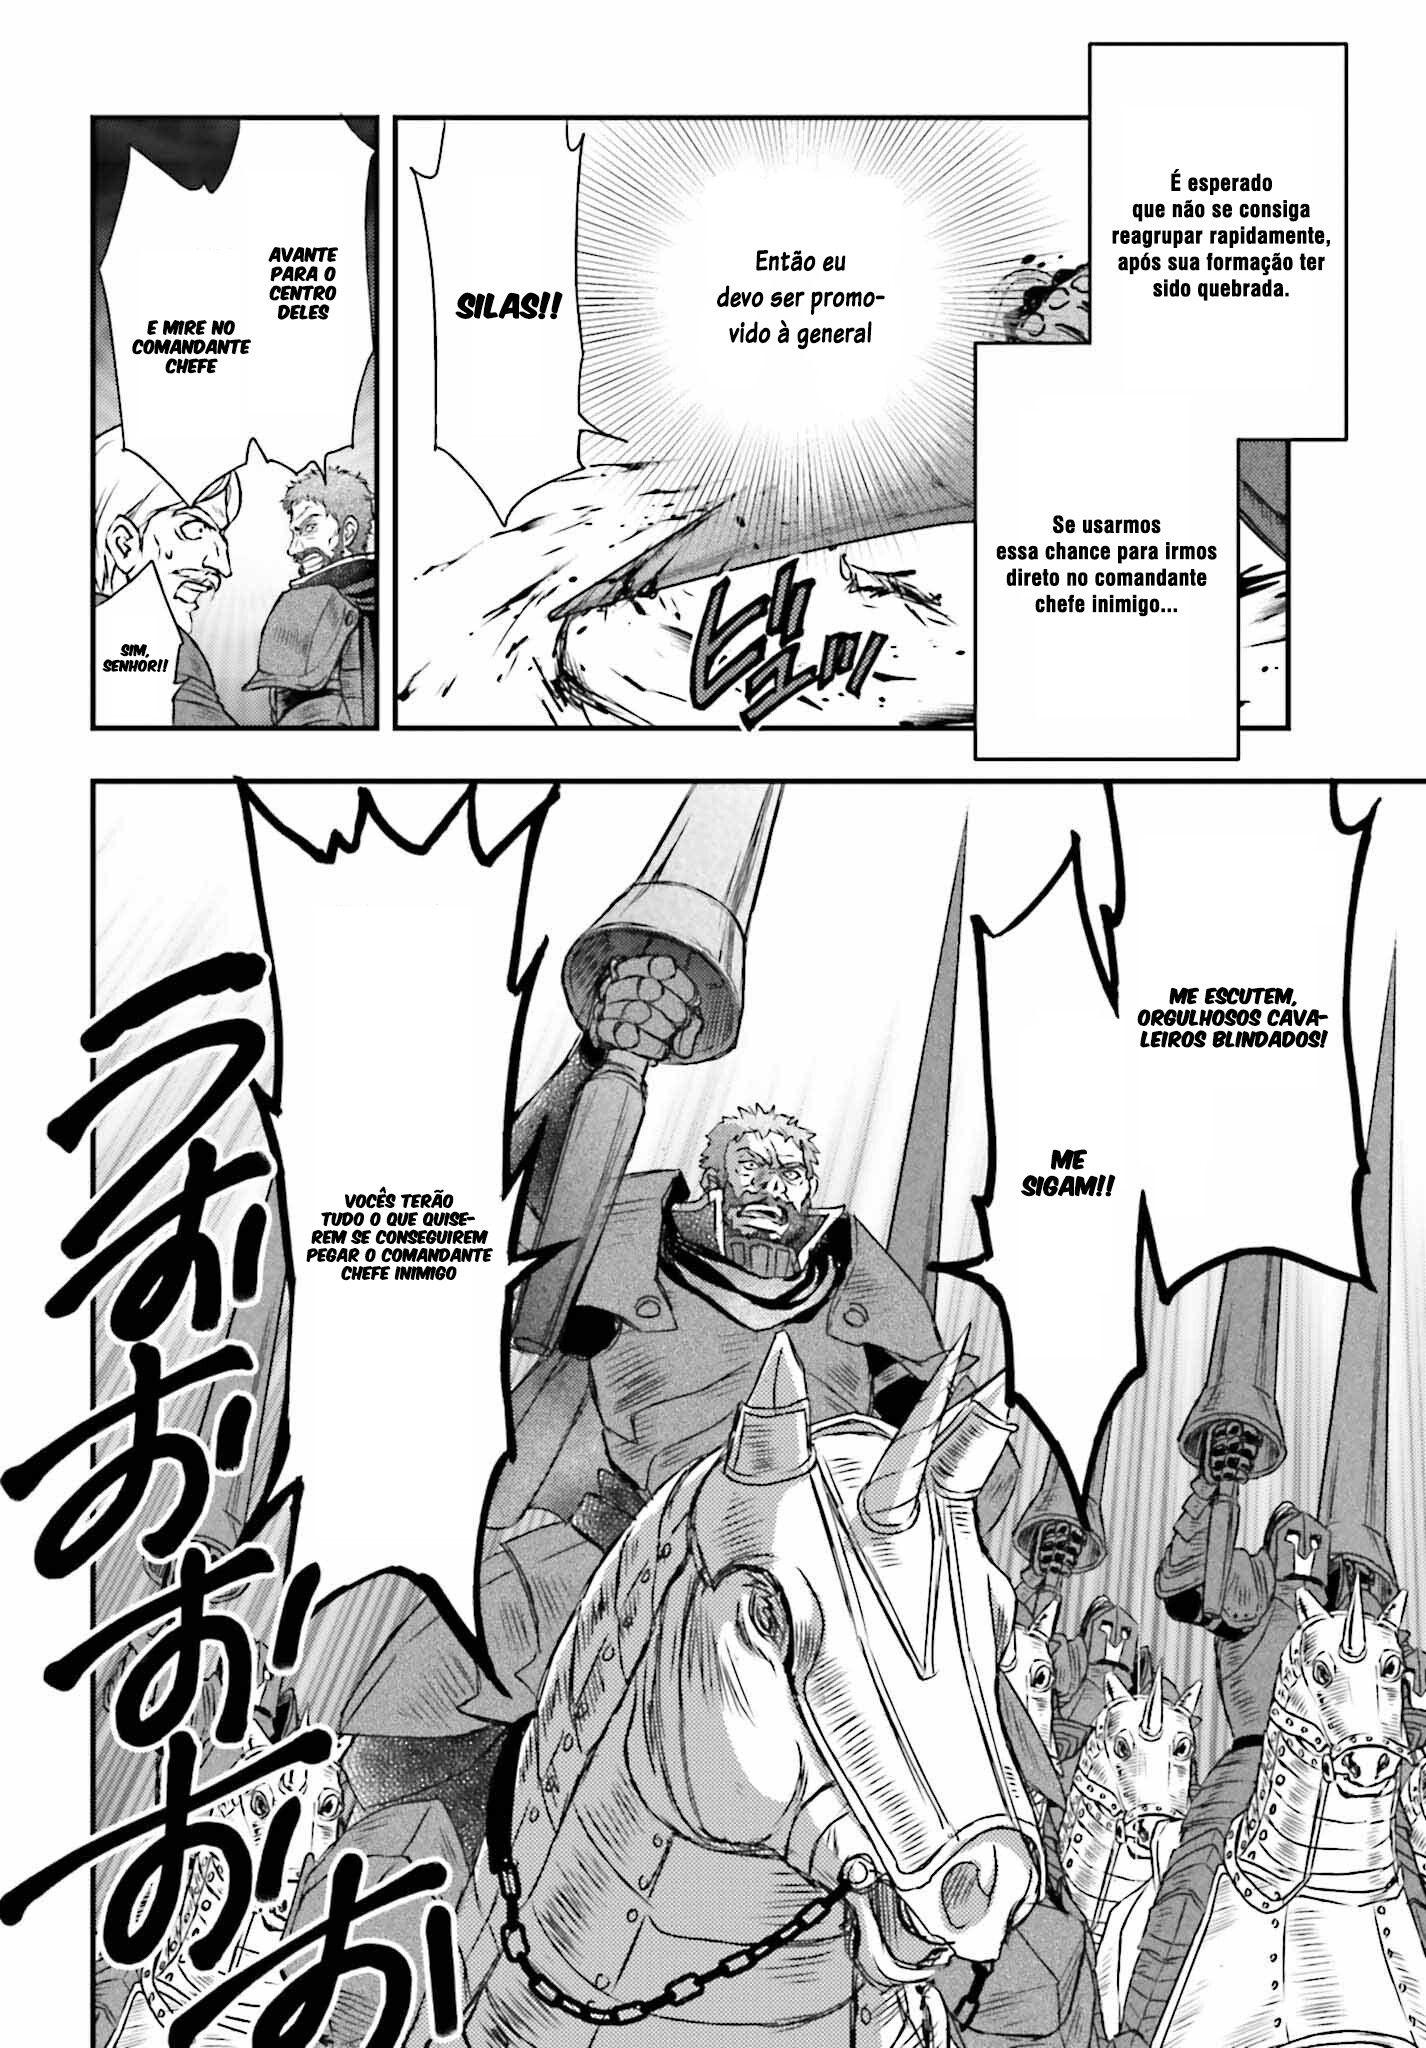 É esperado
que não se consiga
reagrupar rapidamente,
após sua formação ter
sido quebrada.
Se usarmos
essa chance para irmos
direto no comandante
chefe inimigo...
Então eu
devo ser promo-
vido à general
SILAS!!
ピュ
ビッ
AVANTE
PARA O
CENTRO
DELES
E MIRE NO
COMANDANTE
CHEFE
SIM,
SENHOR!!
ME ESCUTEM,
ORGULHOSOS CAVA-
LEIROS BLINDADOS!
ME
SIGAM!!
VOCÊS TERÃO
TUDO O QUE QUISE-
REM SE CONSEGUIREM
PEGAR O COMANDANTE
CHEFE INIMIGO
うおおおおお